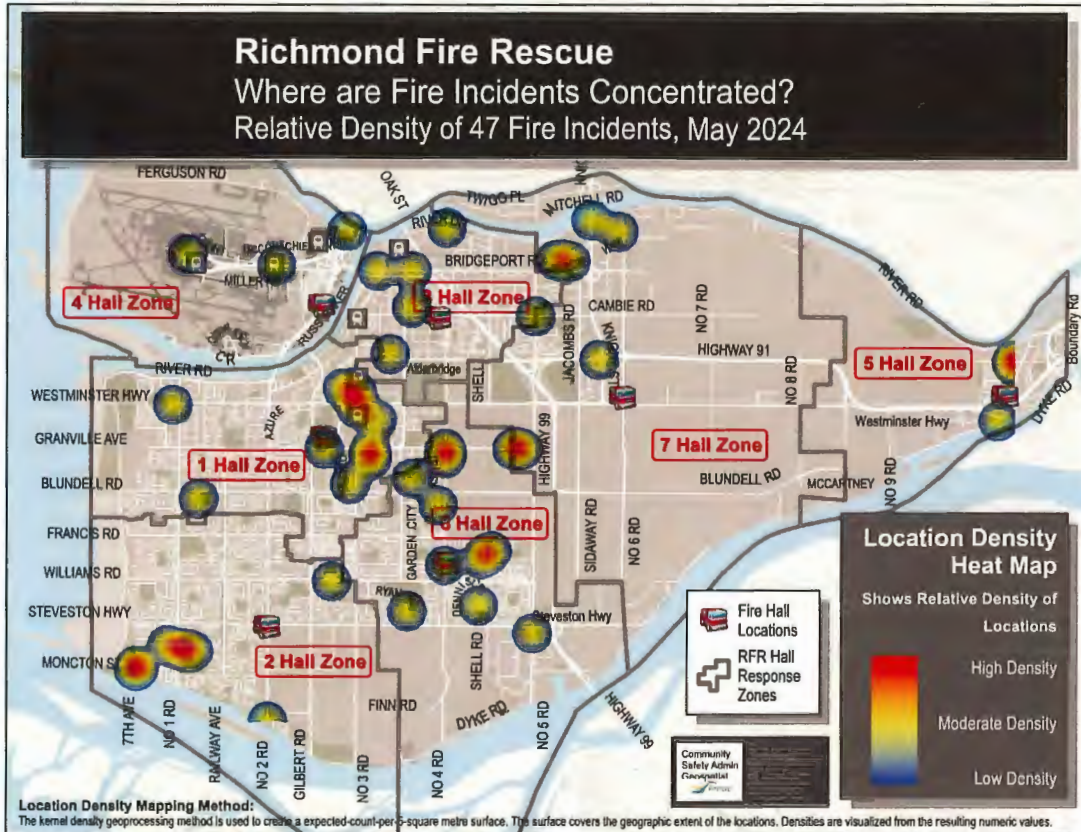 Richmond Fire Rescue
Where are Fire Incidents Concentrated?
Relative Density of 47 Fire Incidents, May 2024
FERGUSON RD
OAK ST
TWIGG PL
MITCHELL RD
RIVER RD
BRIDGEPORT RD
MILLER
4 Hall Zone
3 Hall Zone
CAMBIE RD
NO 7 RD
RIVER RD
Boundary Rd
JACOBMS RD
HIGHWAY 91
5 Hall Zone
RIVER RD
Alderbridge
SHELL
NO 8 RD
DYKE RD
WESTMINSTER HWY
AZURE
Westminster Hwy
GRANVILLE AVE
HIGHWAY 99
7 Hall Zone
1 Hall Zone
BLUNDELL RD
BLUNDELL RD
MCCARTNEY
NO 9 RD
FRANCIS RD
GARDEN CITY
6 Hall Zone
SIDAWAY RD
NO 6 RD
WILLIAMS RD
RYAN
STEVESTON HWY
Steveston Hwy
2 Hall Zone
SHELL RD
MONCTON ST
FINN RD
DYKE RD
HIGHWAY 99
7TH AVE
NO 1 RD
RAILWAY AVE
NO 2 RD
GILBERT RD
NO 3 RD
NO 4 RD
NO 5 RD
Fire Hall
Locations
RFR Hall
Response
Zones
Community
Safety Admin
Geospatial
Location Density
Heat Map
Shows Relative Density of
Locations
High Density
Moderate Density
Low Density
Location Density Mapping Method:
The kernel density geoprocessing method is used to create a expected-count-per-5-square metre surface. The surface covers the geographic extent of the locations. Densities are visualized from the resulting numeric values.